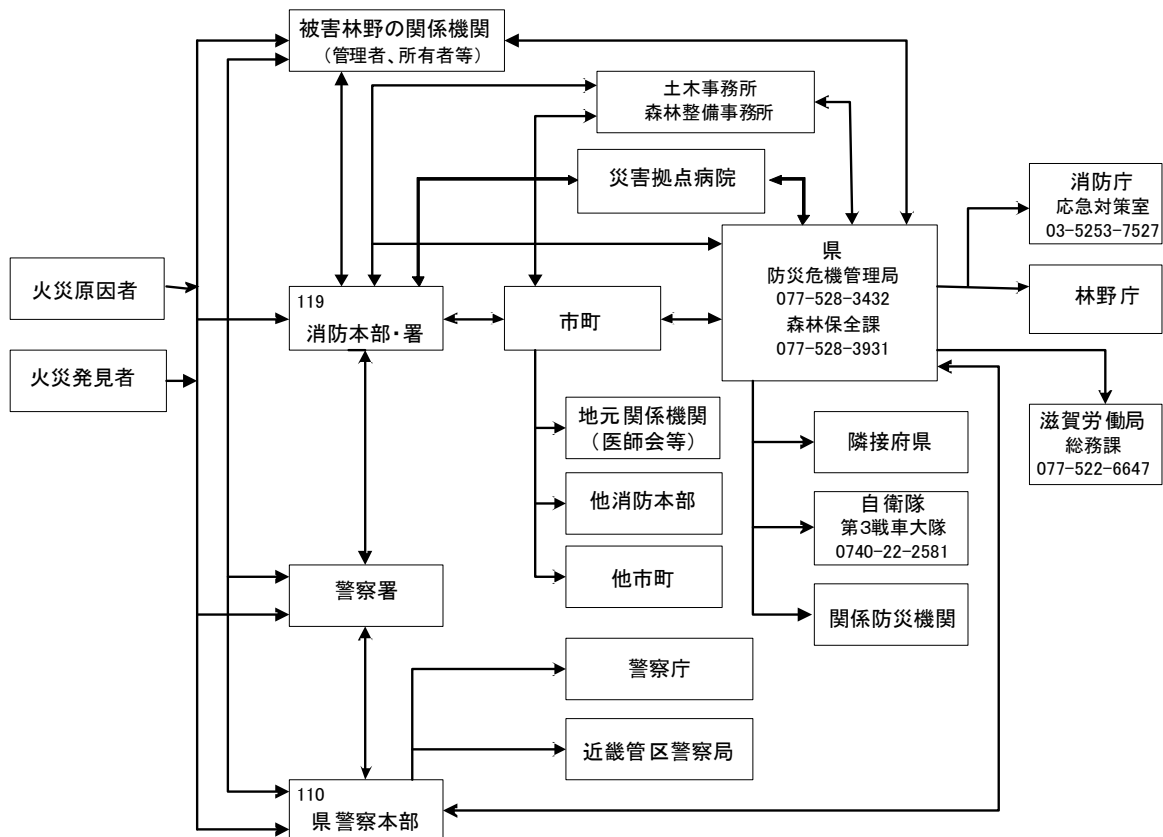 被害林野の関係機関
（管理者、所有者等）
土木事務所
森林整備事務所
災害拠点病院
消防庁
応急対策室
03-5253-7527
県
防災危機管理局
077-528-3432
森林保全課
077-528-3931
火災原因者
119
消防本部・署
市町
林野庁
火災発見者
地元関係機関
（医師会等）
隣接府県
滋賀労働局
総務課
077-522-6647
他消防本部
自衛隊
第3戦車大隊
0740-22-2581
他市町
警察署
関係防災機関
警察庁
近畿管区警察局
110
県警察本部